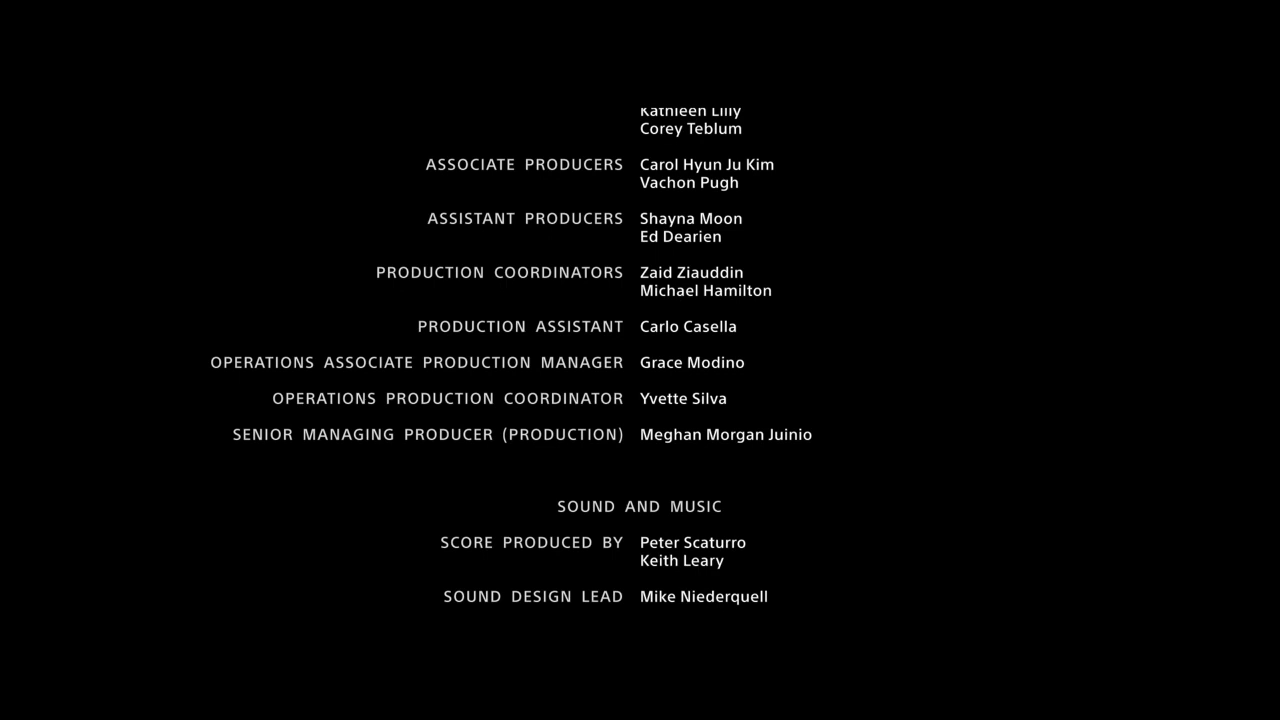 Kathleen Lilly
Corey Teblum
ASSOCIATE PRODUCERS Carol Hyun Ju Kim
Vachon Pugh
ASSISTANT PRODUCERS Shayna Moon
Ed Dearien
PRODUCTION COORDINATORS Zaid Ziauddin
Michael Hamilton
PRODUCTION ASSISTANT Carlo Casella
OPERATIONS ASSOCIATE PRODUCTION MANAGER Grace Modino
OPERATIONS PRODUCTION COORDINATOR Yvette Silva
SENIOR MANAGING PRODUCER (PRODUCTION) Meghan Morgan Juinio
SOUND AND MUSIC
SCORE PRODUCED BY Peter Scaturro
Keith Leary
SOUND DESIGN LEAD Mike Niederquell